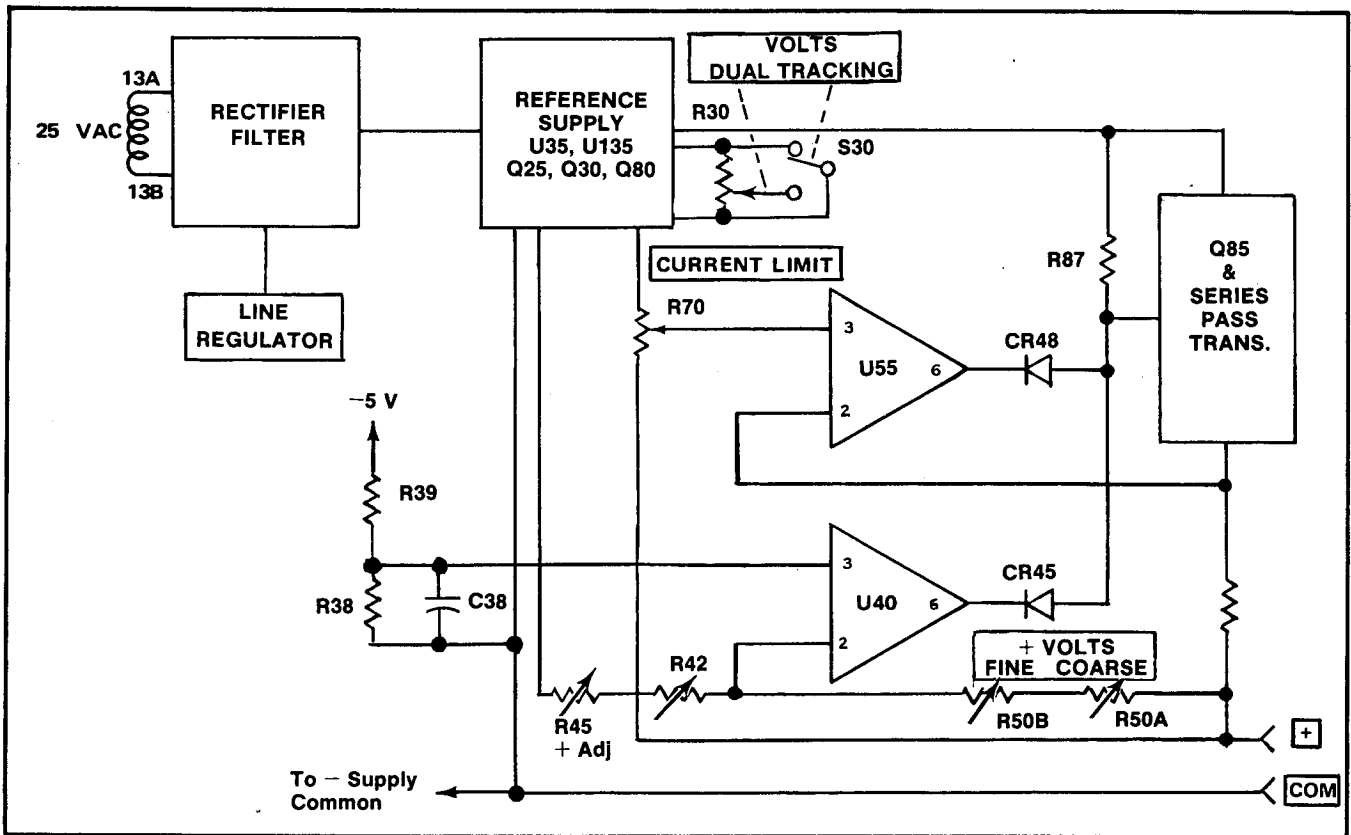 VOLTS
DUAL TRACKING
13A
25 VAC
13B
RECTIFIER
FILTER
REFERENCE
SUPPLY
U35, U135
Q25, Q30, Q80
R30
S30
LINE
REGULATOR
CURRENT LIMIT
R70
R87
Q85
&
SERIES
PASS
TRANS.
3
U55
6
2
CR48
−5 V
R39
R38
C38
3
U40
6
2
CR45
+ VOLTS
FINE COARSE
R42
R45
+ Adj
R50B
R50A
+
To − Supply
Common
COM